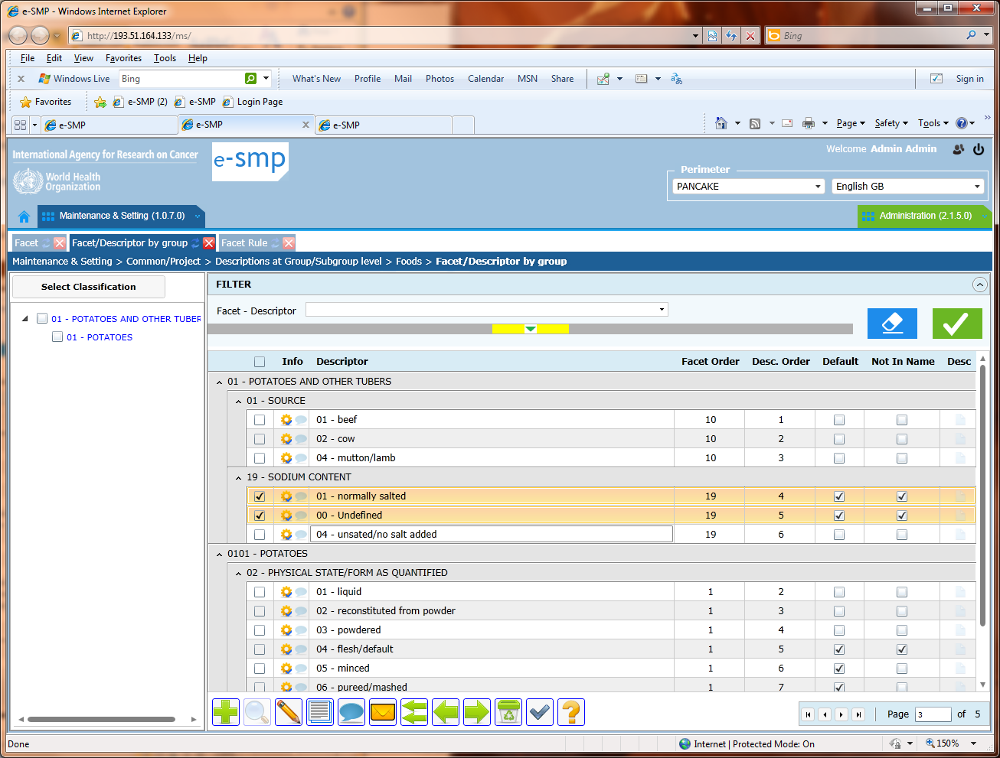 e-SMP - Windows Internet Explorer
http://193.51.164.133/ms/
Bing
File Edit View Favorites Tools Help
Windows Live Bing What's New Profile Mail Photos Calendar MSN Share Sign in
Favorites e-SMP (2) e-SMP Login Page
e-SMP e-SMP e-SMP Page Safety Tools
International Agency for Research on Cancer
World Health
Organization
e-smp
Welcome Admin Admin
Perimeter
PANCAKE English GB
Maintenance & Setting (1.0.7.0) Administration (2.1.5.0)
Facet Facet/Descriptor by group Facet Rule
Maintenance & Setting > Common/Project > Descriptions at Group/Subgroup level > Foods > Facet/Descriptor by group
Select Classification
01 - POTATOES AND OTHER TUBER
01 - POTATOES
FILTER
Facet - Descriptor
Info Descriptor Facet Order Desc. Order Default Not In Name Desc
01 - POTATOES AND OTHER TUBERS
01 - SOURCE
01 - beef 10 1
02 - cow 10 2
04 - mutton/lamb 10 3
19 - SODIUM CONTENT
01 - normally salted 19 4
00 - Undefined 19 5
04 - unsated/no salt added 19 6
0101 - POTATOES
02 - PHYSICAL STATE/FORM AS QUANTIFIED
01 - liquid 1 2
02 - reconstituted from powder 1 3
03 - powdered 1 4
04 - flesh/default 1 5
05 - minced 1 6
06 - pureed/mashed 1 7
Page 3 of 5
Done Internet | Protected Mode: On 150%